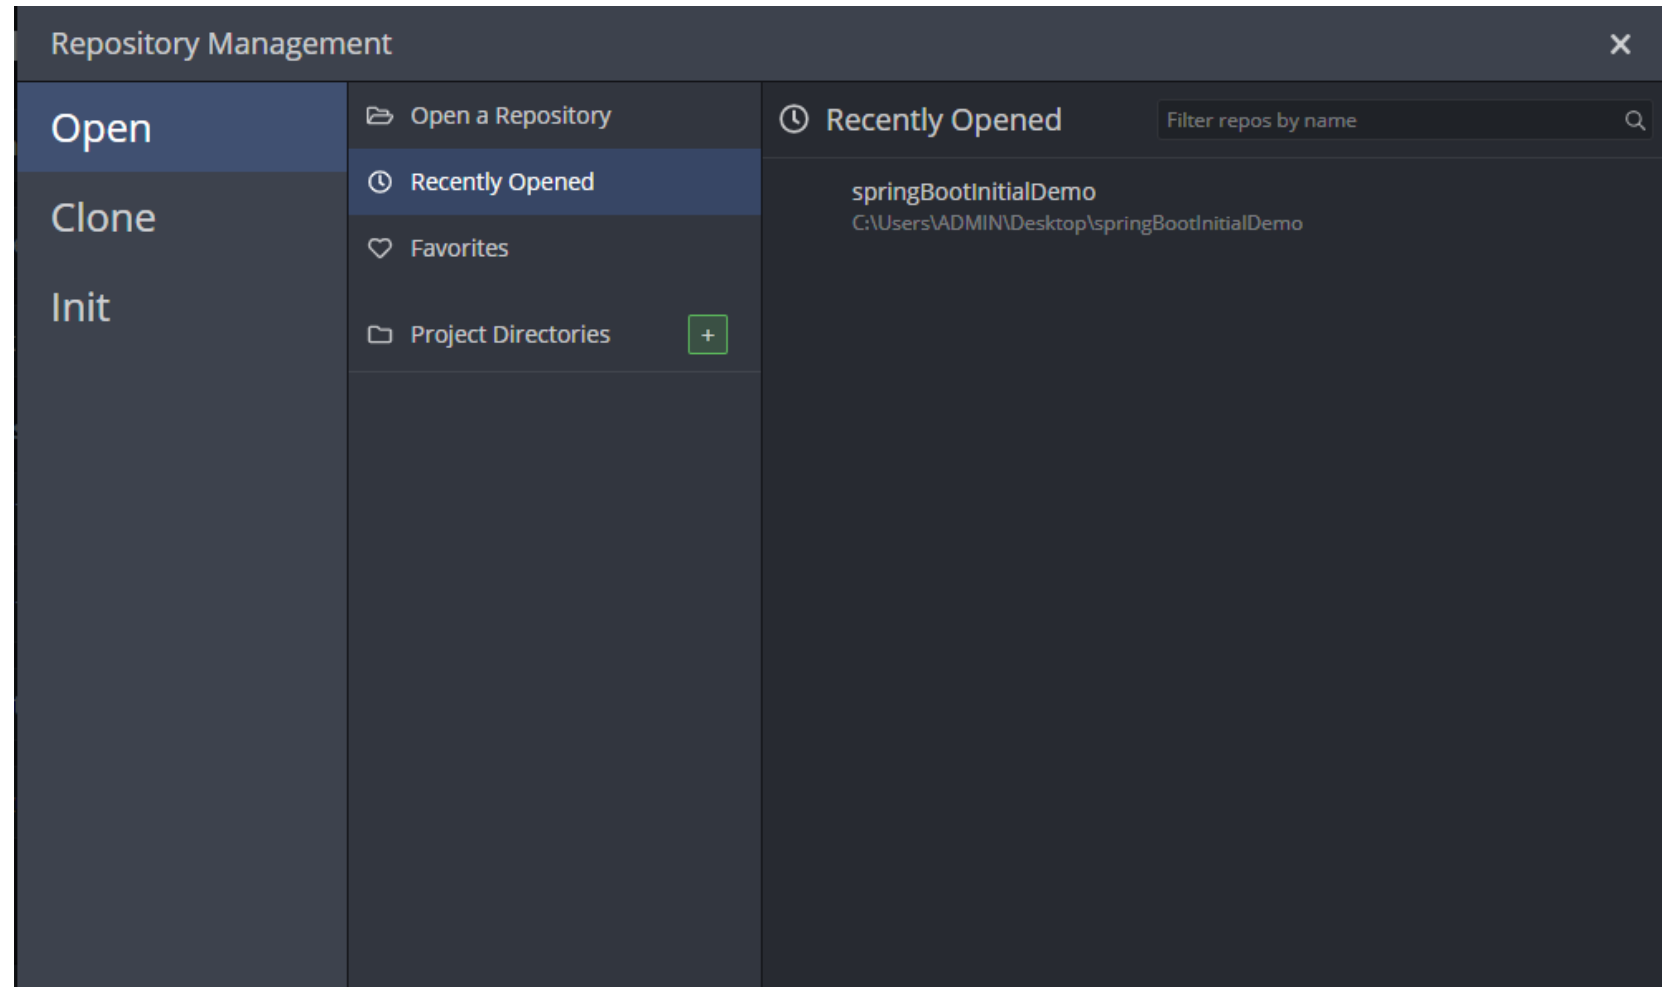 Repository Management
Open
Clone
Init
Open a Repository
Recently Opened
Favorites
Project Directories
+
Recently Opened
Filter repos by name
springBootInitialDemo
C:\Users\ADMIN\Desktop\springBootInitialDemo